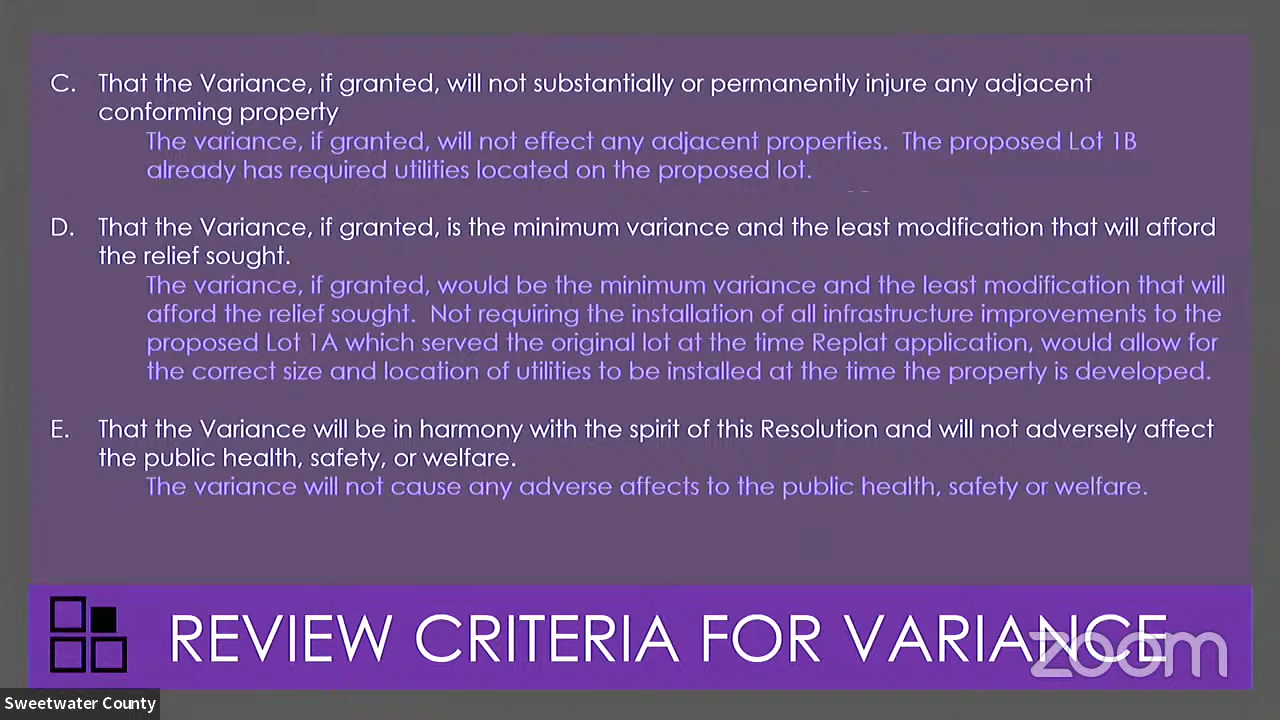 C. That the Variance, if granted, will not substantially or permanently injure any adjacent
conforming property
The variance, if granted, will not effect any adjacent properties. The proposed Lot 1B
already has required utilities located on the proposed lot.
D. That the Variance, if granted, is the minimum variance and the least modification that will afford
the relief sought.
The variance, if granted, would be the minimum variance and the least modification that will
afford the relief sought. Not requiring the installation of all infrastructure improvements to the
proposed Lot 1A which served the original lot at the time Replat application, would allow for
the correct size and location of utilities to be installed at the time the property is developed.
E. That the Variance will be in harmony with the spirit of this Resolution and will not adversely affect
the public health, safety, or welfare.
The variance will not cause any adverse affects to the public health, safety or welfare.
REVIEW CRITERIA FOR VARIANCE
zoom
Sweetwater County